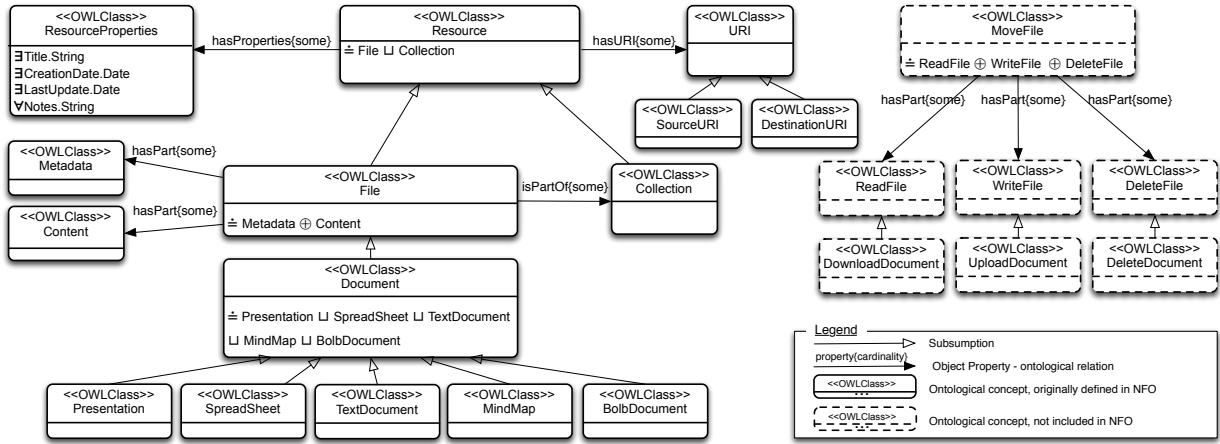 <<OWLClass>>
ResourceProperties
∃Title.String
∃CreationDate.Date
∃LastUpdate.Date
∀Notes.String
hasProperties{some}
<<OWLClass>>
Resource
≐ File ⊔ Collection
hasURI{some}
<<OWLClass>>
URI
<<OWLClass>>
SourceURI
<<OWLClass>>
DestinationURI
<<OWLClass>>
MoveFile
≐ ReadFile ⊕ WriteFile ⊕ DeleteFile
hasPart{some}
hasPart{some}
hasPart{some}
<<OWLClass>>
Metadata
hasPart{some}
<<OWLClass>>
File
≐ Metadata ⊕ Content
isPartOf{some}
<<OWLClass>>
Collection
<<OWLClass>>
ReadFile
<<OWLClass>>
WriteFile
<<OWLClass>>
DeleteFile
<<OWLClass>>
Content
hasPart{some}
<<OWLClass>>
DownloadDocument
<<OWLClass>>
UploadDocument
<<OWLClass>>
DeleteDocument
<<OWLClass>>
Document
≐ Presentation ⊔ SpreadSheet ⊔ TextDocument
⊔ MindMap ⊔ BolbDocument
<<OWLClass>>
Presentation
<<OWLClass>>
SpreadSheet
<<OWLClass>>
TextDocument
<<OWLClass>>
MindMap
<<OWLClass>>
BolbDocument
Legend
Subsumption
property{cardinality}
Object Property - ontological relation
<<OWLClass>>
...
Ontological concept, originally defined in NFO
<<OWLClass>>
...
Ontological concept, not included in NFO